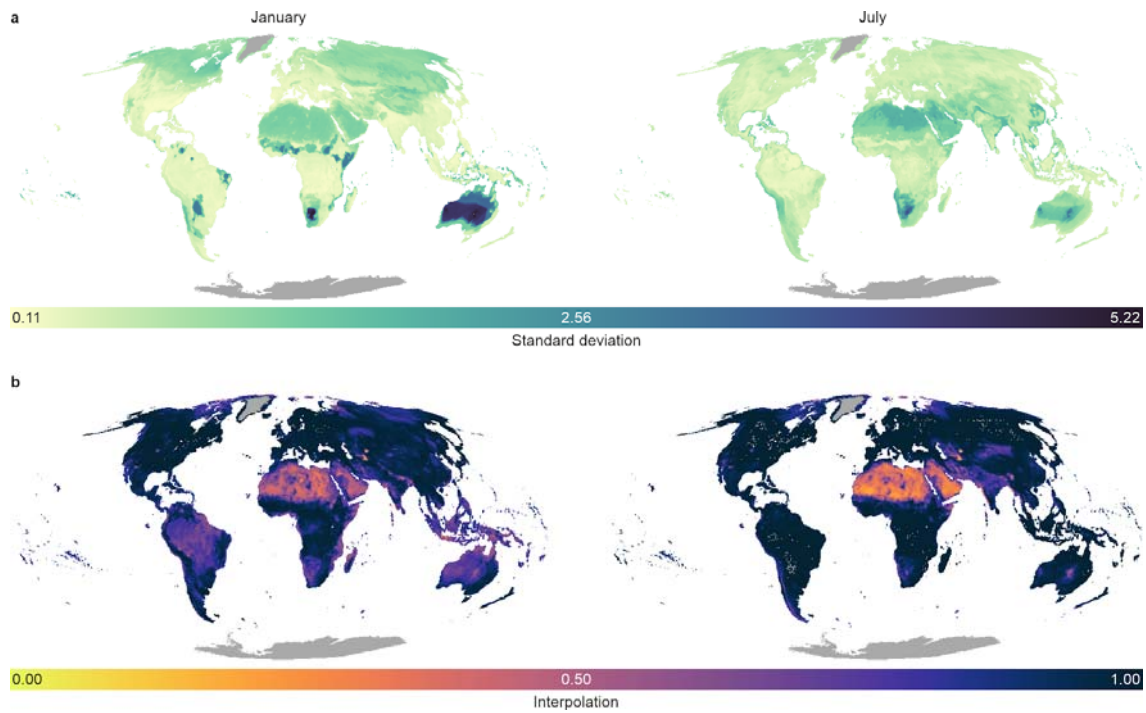 a
January
July
0.11 2.56 5.22
Standard deviation
b
0.00 0.50 1.00
Interpolation